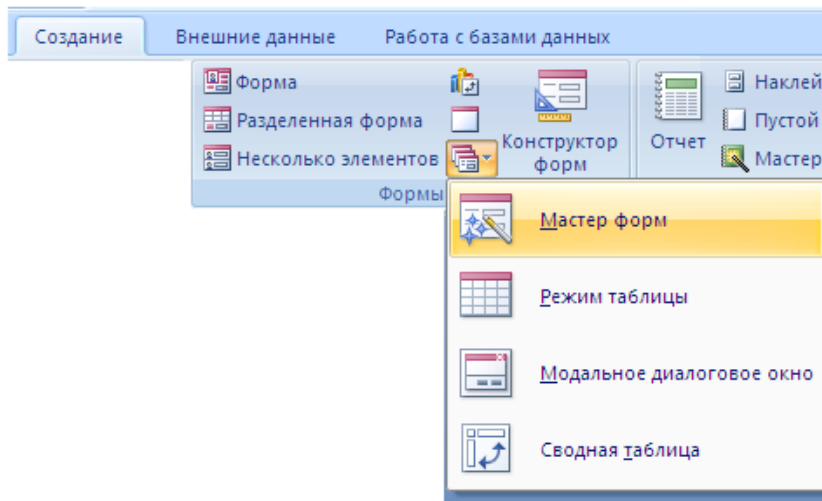 Создание Внешние данные Работа с базами данных
Форма
Разделенная форма
Несколько элементов
Конструктор
форм
Отчет
Наклей
Пустой
Мастер
Формы
Мастер форм
Режим таблицы
Модальное диалоговое окно
Сводная таблица